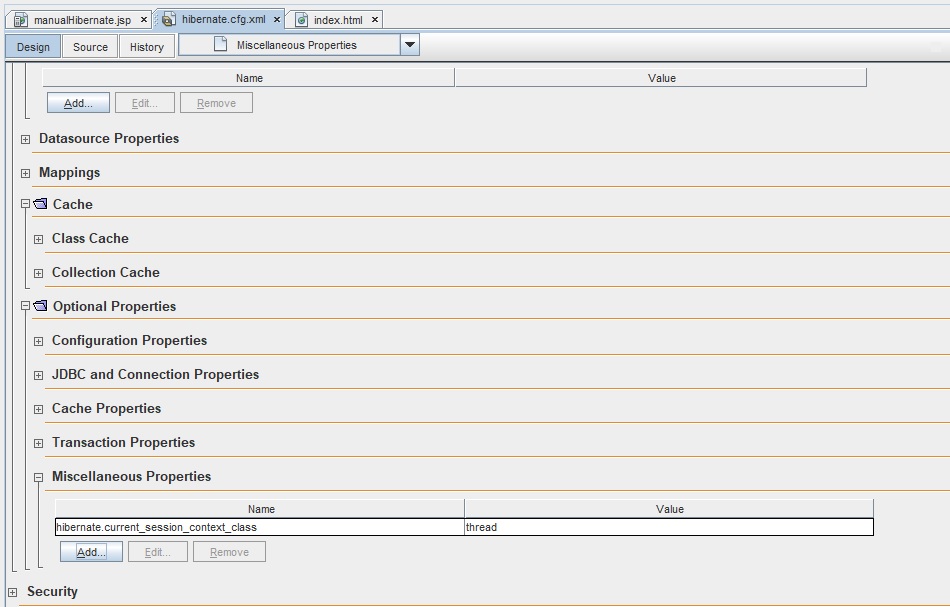 manualHibernate.jsp × hibernate.cfg.xml × index.html ×
Design Source History Miscellaneous Properties
Name Value
Add... Edit... Remove
Datasource Properties
Mappings
Cache
Class Cache
Collection Cache
Optional Properties
Configuration Properties
JDBC and Connection Properties
Cache Properties
Transaction Properties
Miscellaneous Properties
Name Value
hibernate.current_session_context_class thread
Add... Edit... Remove
Security